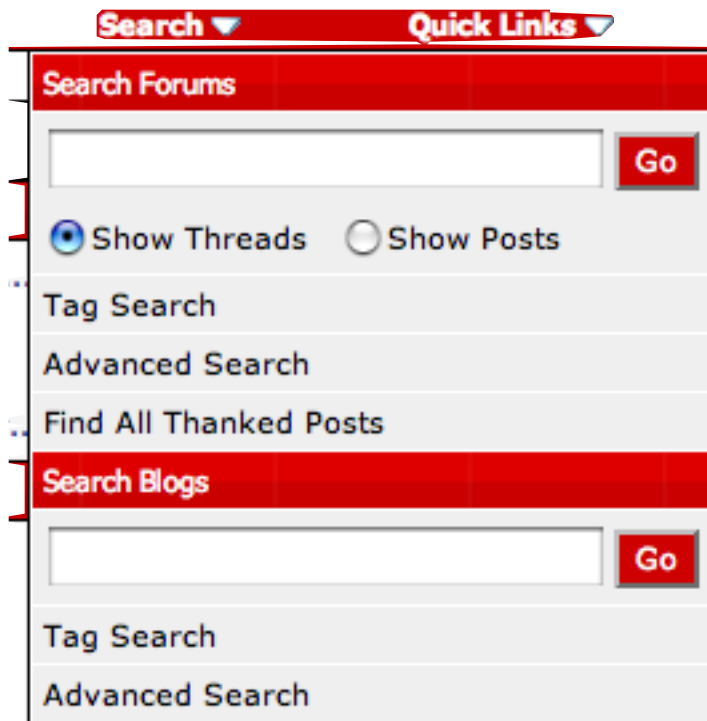 Search Quick Links
Search Forums
Go
Show Threads Show Posts
Tag Search
Advanced Search
Find All Thanked Posts
Search Blogs
Go
Tag Search
Advanced Search